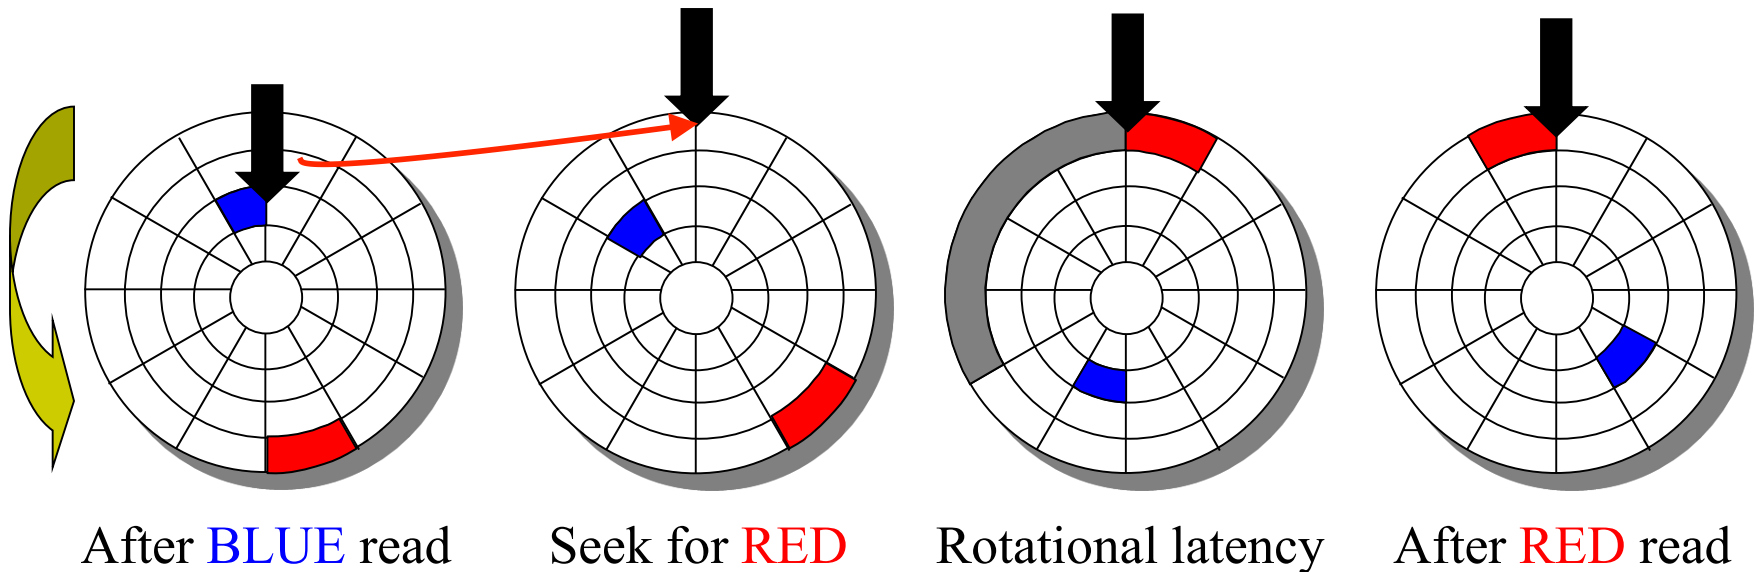 After BLUE read
Seek for RED
Rotational latency
After RED read